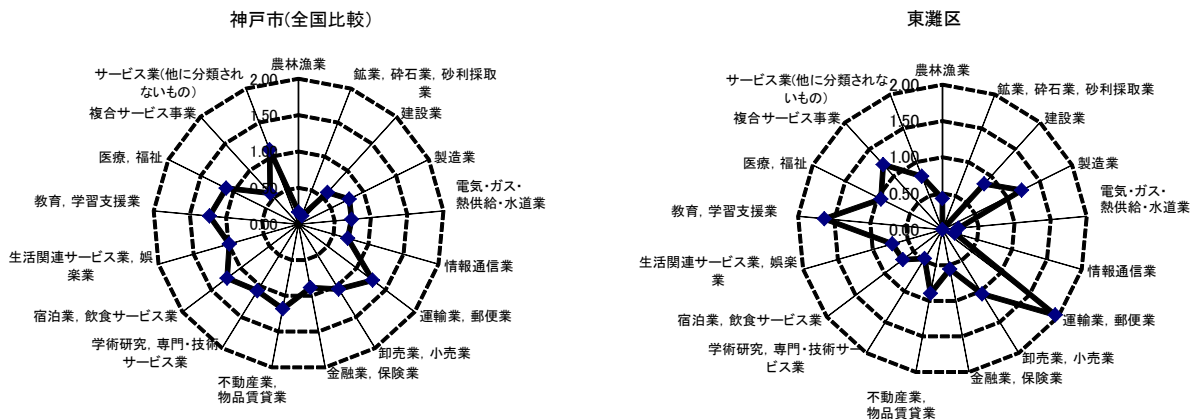 神戸市(全国比較)
農林漁業
鉱業, 砕石業, 砂利採取
業
建設業
製造業
電気・ガス・
熱供給・水道業
情報通信業
運輸業, 郵便業
卸売業, 小売業
金融業, 保険業
不動産業,
物品賃貸業
学術研究, 専門・技術
サービス業
宿泊業, 飲食サービス業
生活関連サービス業, 娯
楽業
教育, 学習支援業
医療, 福祉
複合サービス事業
サービス業(他に分類され
ないもの)
2.00
1.50
1.00
0.50
0.00
東灘区
農林漁業
鉱業, 砕石業, 砂利採取業
建設業
製造業
電気・ガス・
熱供給・水道業
情報通信業
運輸業, 郵便業
卸売業, 小売業
金融業, 保険業
不動産業,
物品賃貸業
学術研究, 専門・技術サー
ビス業
宿泊業, 飲食サービス業
生活関連サービス業, 娯楽
業
教育, 学習支援業
医療, 福祉
複合サービス事業
サービス業(他に分類されな
いもの)
2.00
1.50
1.00
0.50
0.00